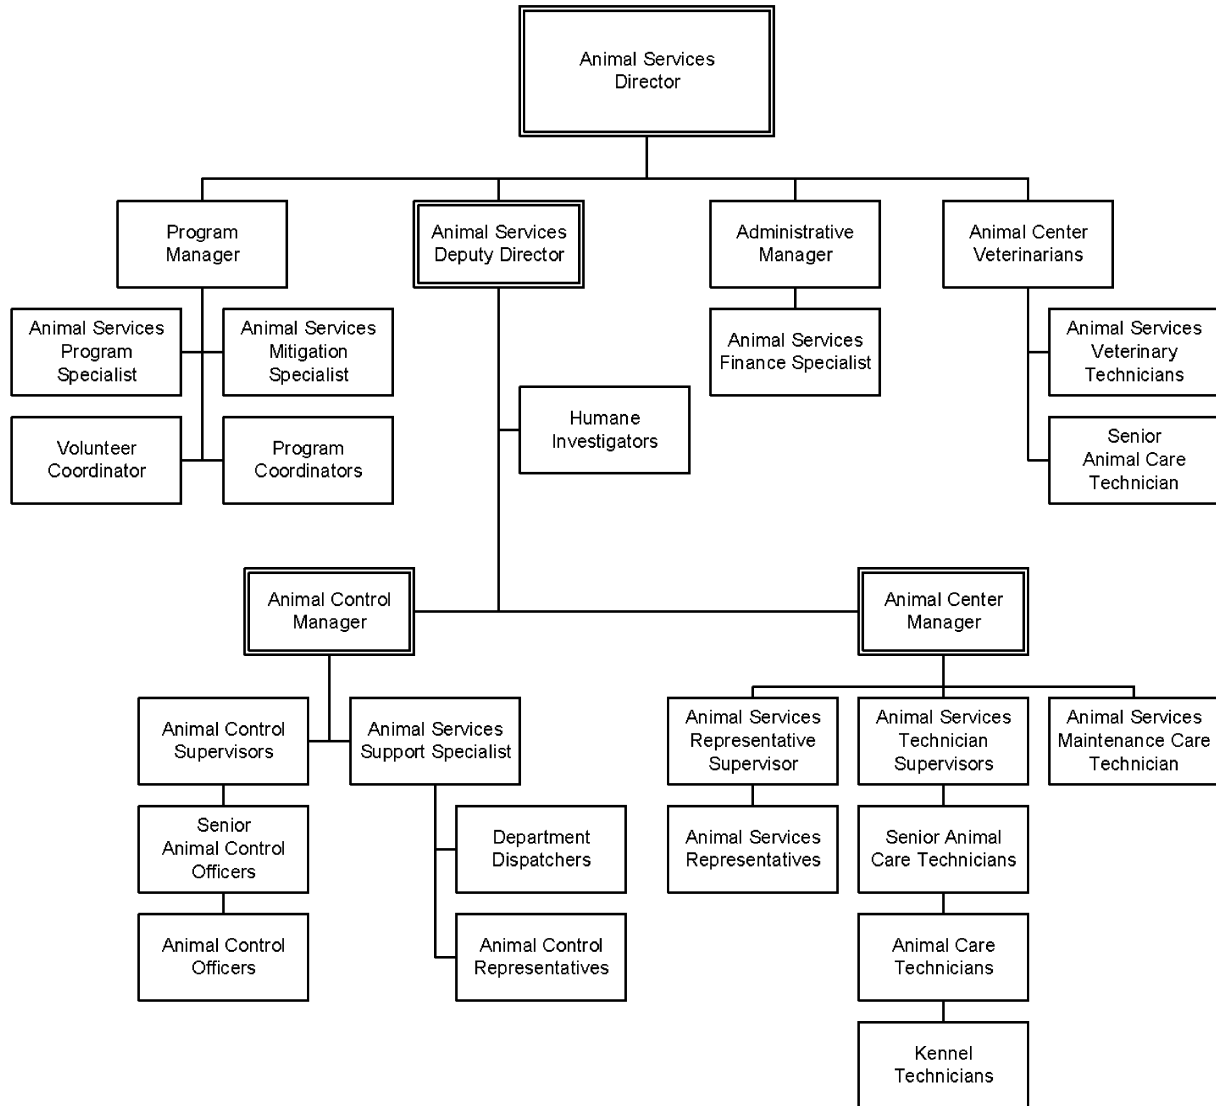 Animal Services
Director
Program
Manager
Animal Services
Deputy Director
Administrative
Manager
Animal Center
Veterinarians
Animal Services
Program
Specialist
Animal Services
Mitigation
Specialist
Animal Services
Finance Specialist
Animal Services
Veterinary
Technicians
Volunteer
Coordinator
Program
Coordinators
Humane
Investigators
Senior
Animal Care
Technician
Animal Control
Manager
Animal Center
Manager
Animal Control
Supervisors
Animal Services
Support Specialist
Animal Services
Representative
Supervisor
Animal Services
Technician
Supervisors
Animal Services
Maintenance Care
Technician
Senior
Animal Control
Officers
Department
Dispatchers
Animal Services
Representatives
Senior Animal
Care Technicians
Animal Control
Officers
Animal Control
Representatives
Animal Care
Technicians
Kennel
Technicians